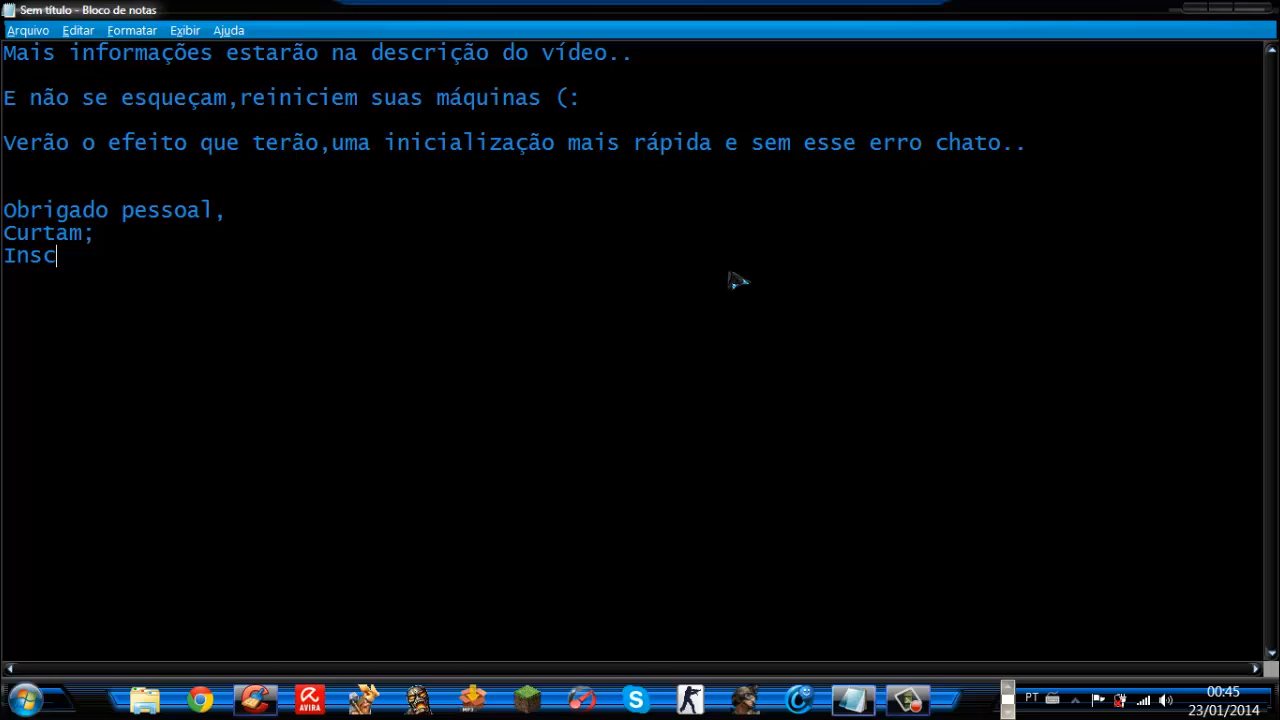 Sem título - Bloco de notas
Arquivo Editar Formatar Exibir Ajuda
Mais informações estarão na descrição do vídeo..
E não se esqueçam,reiniciem suas máquinas (:
Verão o efeito que terão,uma inicialização mais rápida e sem esse erro chato..
Obrigado pessoal,
Curtam;
Insc
AVIRA
MP3
PT
00:45
23/01/2014